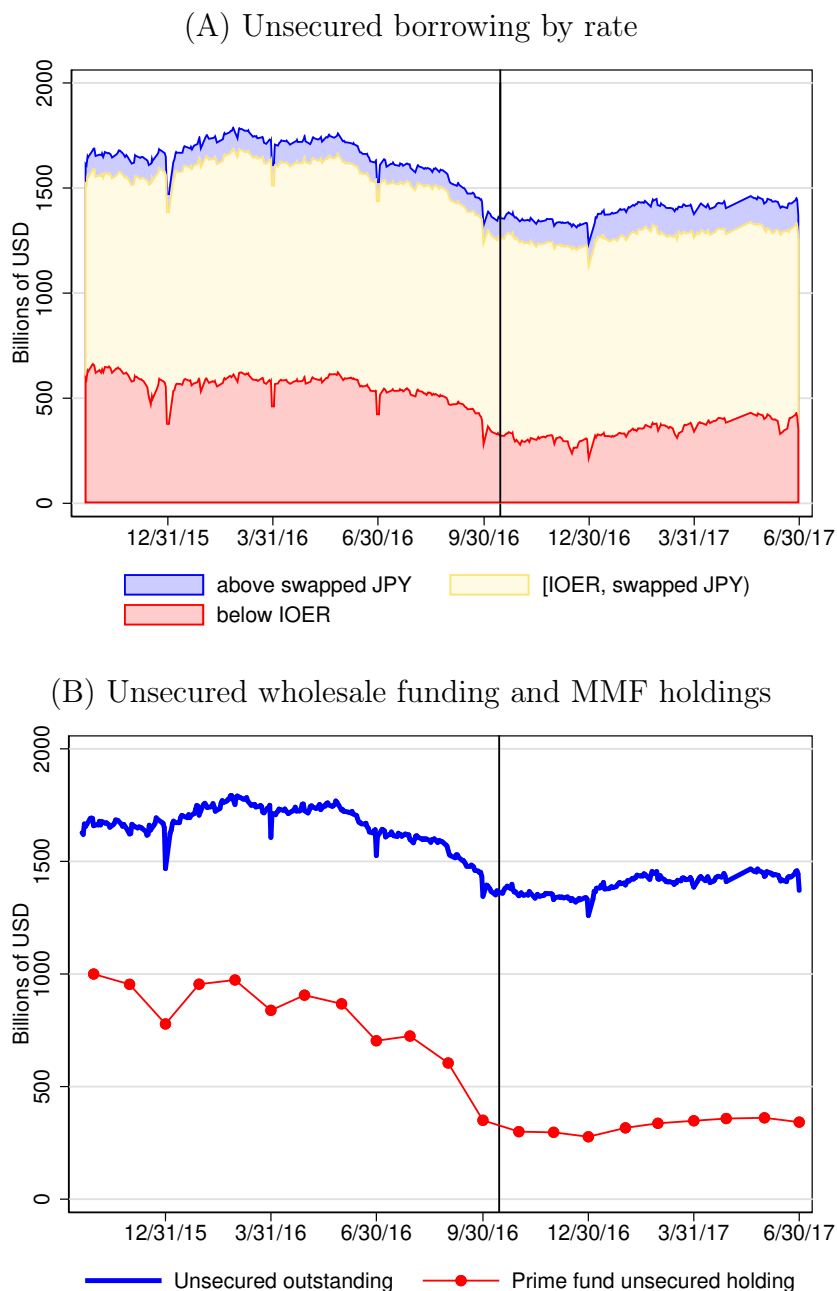 (A) Unsecured borrowing by rate
Billions of USD
2000
1500
1000
500
0
12/31/15 3/31/16 6/30/16 9/30/16 12/30/16 3/31/17 6/30/17
above swapped JPY [IOER, swapped JPY)
below IOER
(B) Unsecured wholesale funding and MMF holdings
Billions of USD
2000
1500
1000
500
0
12/31/15 3/31/16 6/30/16 9/30/16 12/30/16 3/31/17 6/30/17
Unsecured outstanding Prime fund unsecured holding